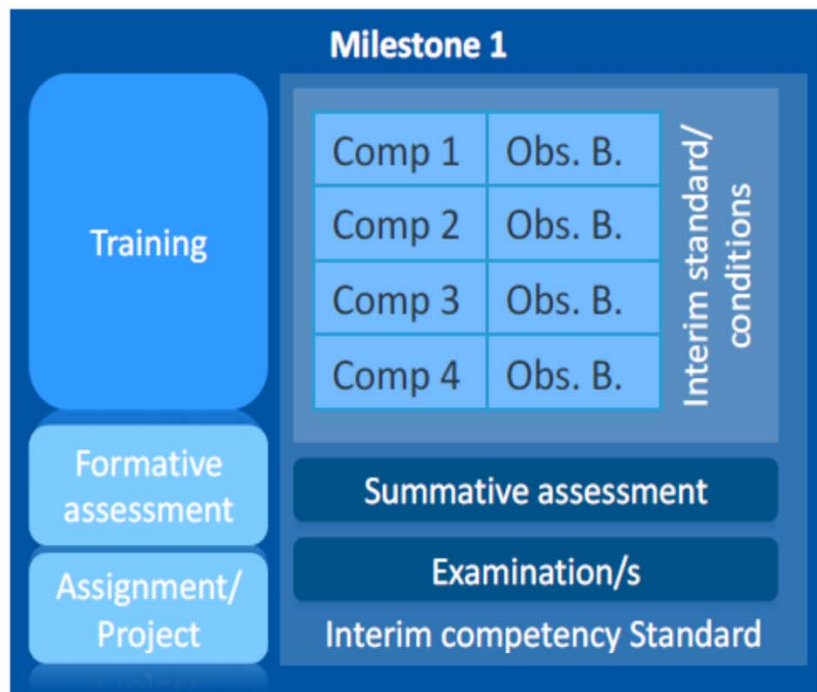 Milestone 1
Training
Formative
assessment
Assignment/
Project
Comp 1 Obs. B.
Comp 2 Obs. B.
Comp 3 Obs. B.
Comp 4 Obs. B.
Interim standard/
conditions
Summative assessment
Examination/s
Interim competency Standard